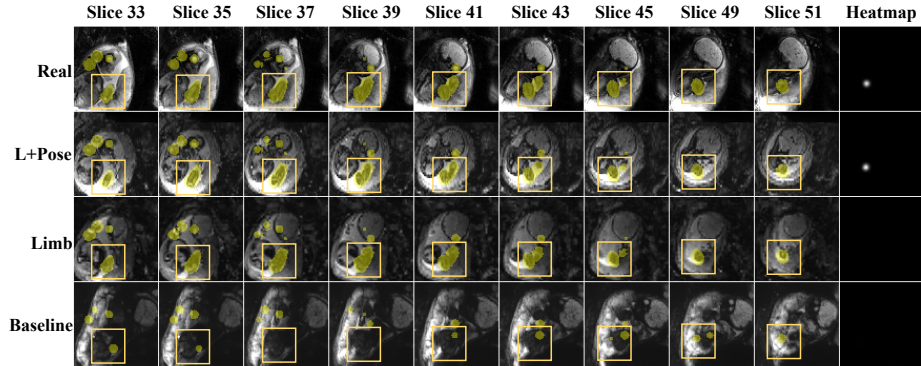 Slice 33 Slice 35 Slice 37 Slice 39 Slice 41 Slice 43 Slice 45 Slice 49 Slice 51 Heatmap
Real
L+Pose
Limb
Baseline